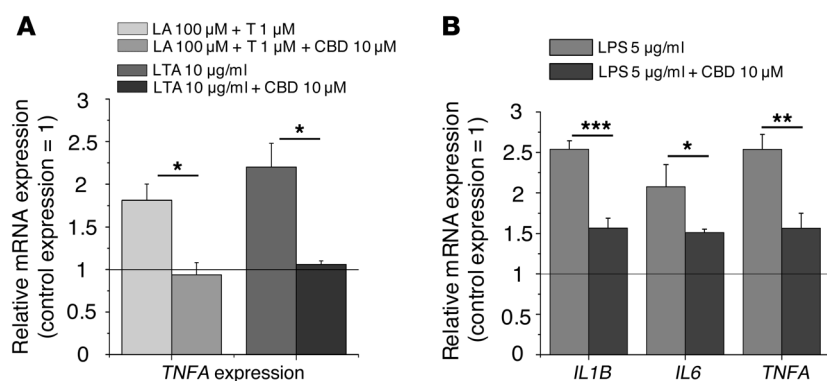 A
LA 100 µM + T 1 µM
LA 100 µM + T 1 µM + CBD 10 µM
LTA 10 µg/ml
LTA 10 µg/ml + CBD 10 µM
Relative mRNA expression
(control expression = 1)
3
2.5
2
1.5
1
0.5
0
*
*
TNFA expression
B
LPS 5 µg/ml
LPS 5 µg/ml + CBD 10 µM
Relative mRNA expression
(control expression = 1)
3
2.5
2
1.5
1
0.5
0
***
*
**
IL1B IL6 TNFA